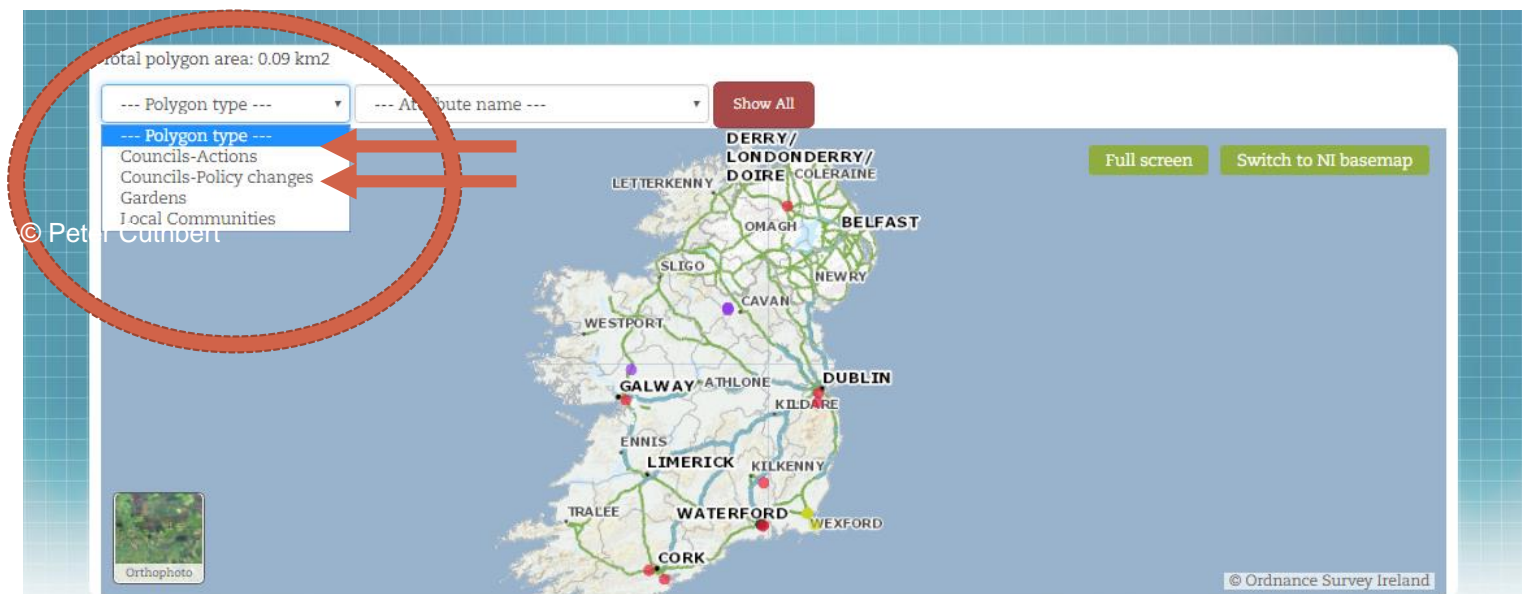 Total polygon area: 0.09 km2
--- Polygon type ---
--- Attribute name ---
Show All
--- Polygon type ---
Councils-Actions
Councils-Policy changes
Gardens
Local Communities
© Peter Cuthbert
Full screen
Switch to NI basemap
DERRY/
LONDONDERRY/
DOIRE
COLERAINE
LETTERKENNY
OMAGH
BELFAST
SLIGO
NEWRY
CAVAN
WESTPORT
DUBLIN
GALWAY
ATHLONE
KILDARE
ENNIS
LIMERICK
KILKENNY
TRALEE
WATERFORD
WEXFORD
CORK
Orthophoto
© Ordnance Survey Ireland